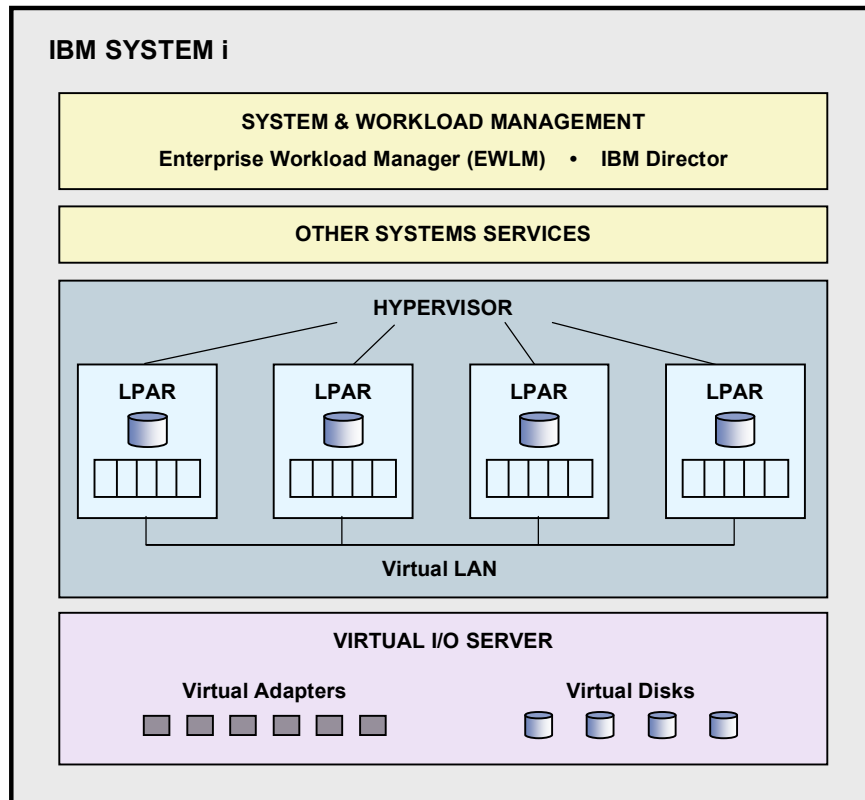 IBM SYSTEM i
SYSTEM & WORKLOAD MANAGEMENT
Enterprise Workload Manager (EWLM) • IBM Director
OTHER SYSTEMS SERVICES
HYPERVISOR
LPAR LPAR LPAR LPAR
Virtual LAN
VIRTUAL I/O SERVER
Virtual Adapters Virtual Disks